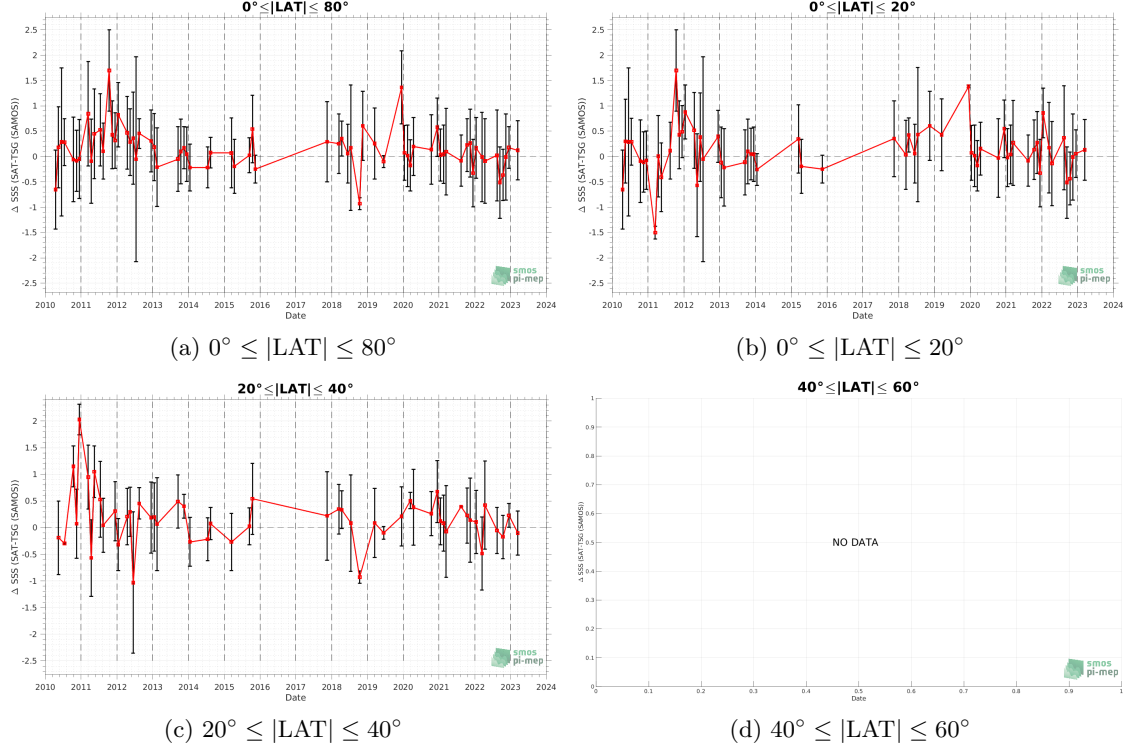 0°≤|LAT|≤ 80°
Δ SSS (SAT-TSG (SAMOS))
2.5
2
1.5
1
0.5
0
-0.5
-1
-1.5
-2
-2.5
2010 2011 2012 2013 2014 2015 2016 2017 2018 2019 2020 2021 2022 2023 2024
Date
smos
pi-mep
(a) 0° ≤ |LAT| ≤ 80°
0°≤|LAT|≤ 20°
Δ SSS (SAT-TSG (SAMOS))
2.5
2
1.5
1
0.5
0
-0.5
-1
-1.5
-2
-2.5
2010 2011 2012 2013 2014 2015 2016 2017 2018 2019 2020 2021 2022 2023 2024
Date
smos
pi-mep
(b) 0° ≤ |LAT| ≤ 20°
20°≤|LAT|≤ 40°
Δ SSS (SAT-TSG (SAMOS))
2
1.5
1
0.5
0
-0.5
-1
-1.5
-2
-2.5
2010 2011 2012 2013 2014 2015 2016 2017 2018 2019 2020 2021 2022 2023 2024
Date
smos
pi-mep
(c) 20° ≤ |LAT| ≤ 40°
40°≤|LAT|≤ 60°
Δ SSS (SAT-TSG (SAMOS))
1
0.9
0.8
0.7
0.6
0.5
0.4
0.3
0.2
0.1
0
NO DATA
0 0.1 0.2 0.3 0.4 0.5 0.6 0.7 0.8 0.9 1
Date
smos
pi-mep
(d) 40° ≤ |LAT| ≤ 60°